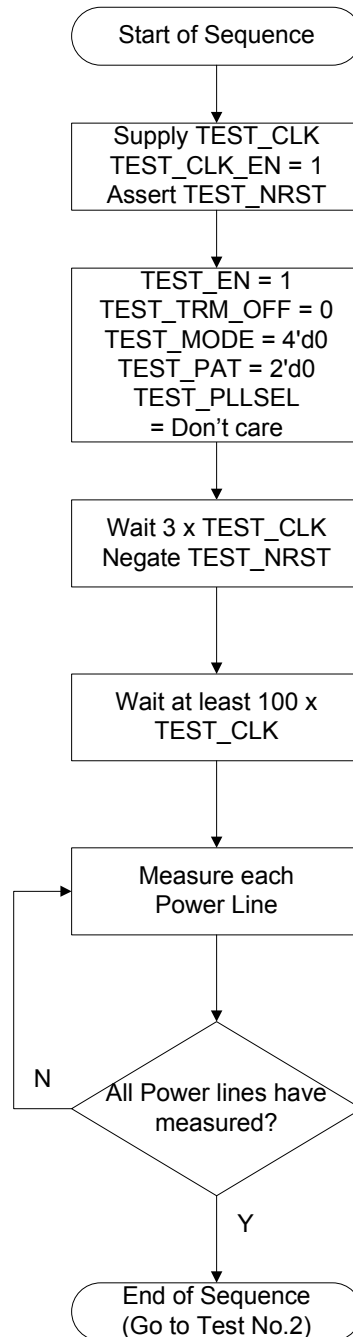 Start of Sequence
Supply TEST_CLK
TEST_CLK_EN = 1
Assert TEST_NRST
TEST_EN = 1
TEST_TRM_OFF = 0
TEST_MODE = 4'd0
TEST_PAT = 2'd0
TEST_PLLSEL
= Don't care
Wait 3 x TEST_CLK
Negate TEST_NRST
Wait at least 100 x
TEST_CLK
Measure each
Power Line
All Power lines have
measured?
N
Y
End of Sequence
(Go to Test No.2)